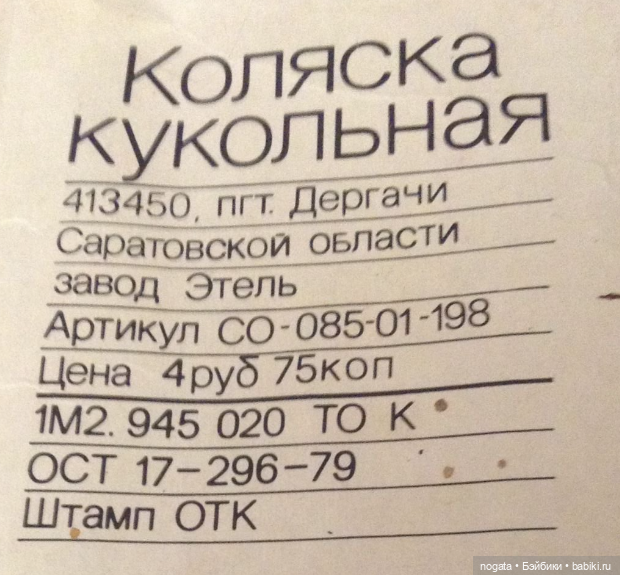 Коляска
кукольная
413450, пгт. Дергачи
Саратовской области
завод Этель
Артикул СО-085-01-198
Цена 4руб 75коп
1М2. 945 020 ТО К
ОСТ 17-296-79
Штамп ОТК
nogata • Бэйбики • babiki.ru